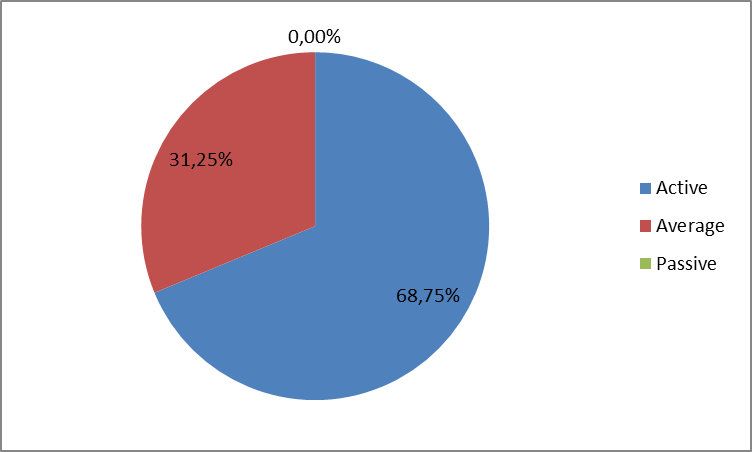 0,00%
31,25%
68,75%
Active
Average
Passive